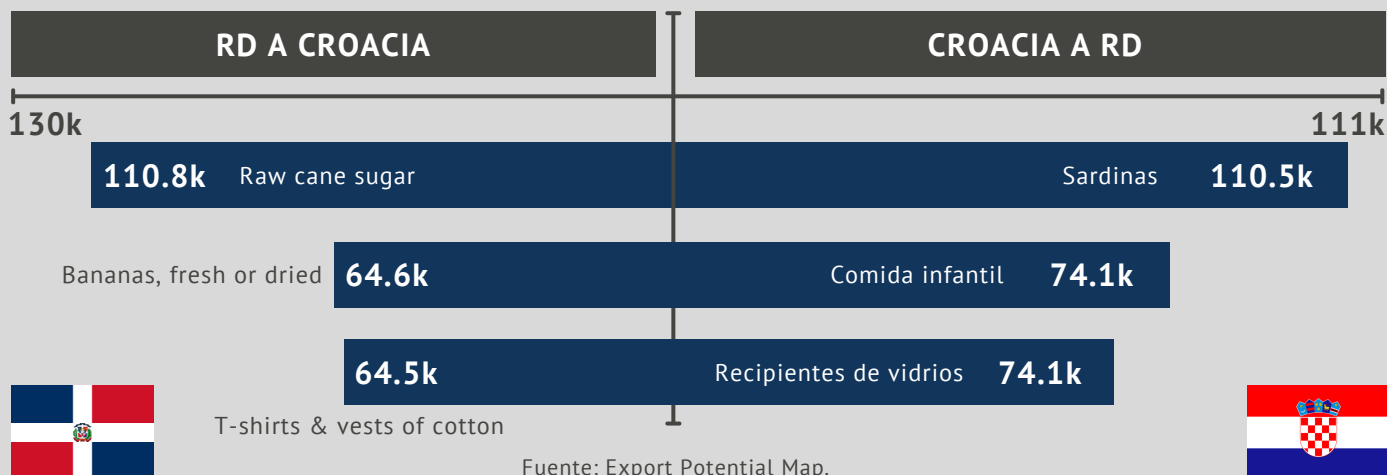 RD A CROACIA
CROACIA A RD
130k
111k
110.8k Raw cane sugar
Sardinas 110.5k
Bananas, fresh or dried 64.6k
Comida infantil 74.1k
64.5k
Recipientes de vidrios 74.1k
T-shirts & vests of cotton
Fuente: Export Potential Map.